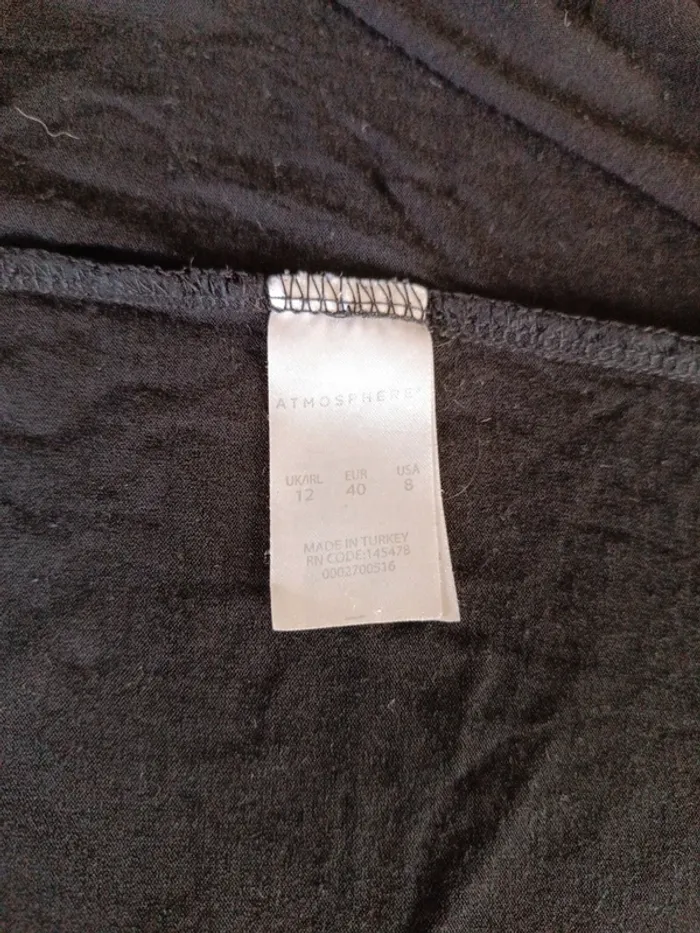 ATMOSPHERE
UK/IRL EUR USA
12 40 8
MADE IN TURKEY
RN CODE:145478
0002700516